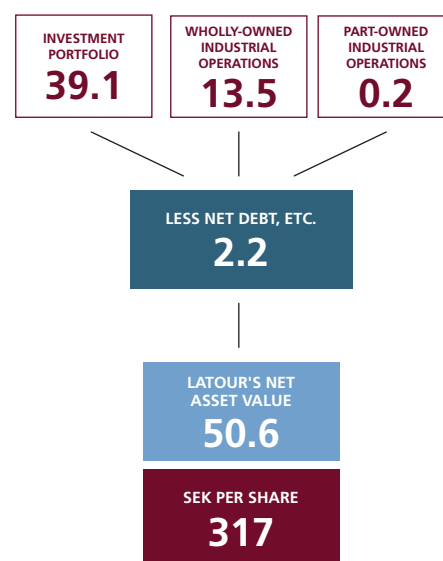 INVESTMENT
PORTFOLIO
39.1
WHOLLY-OWNED
INDUSTRIAL
OPERATIONS
13.5
PART-OWNED
INDUSTRIAL
OPERATIONS
0.2
LESS NET DEBT, ETC.
2.2
LATOUR'S NET
ASSET VALUE
50.6
SEK PER SHARE
317